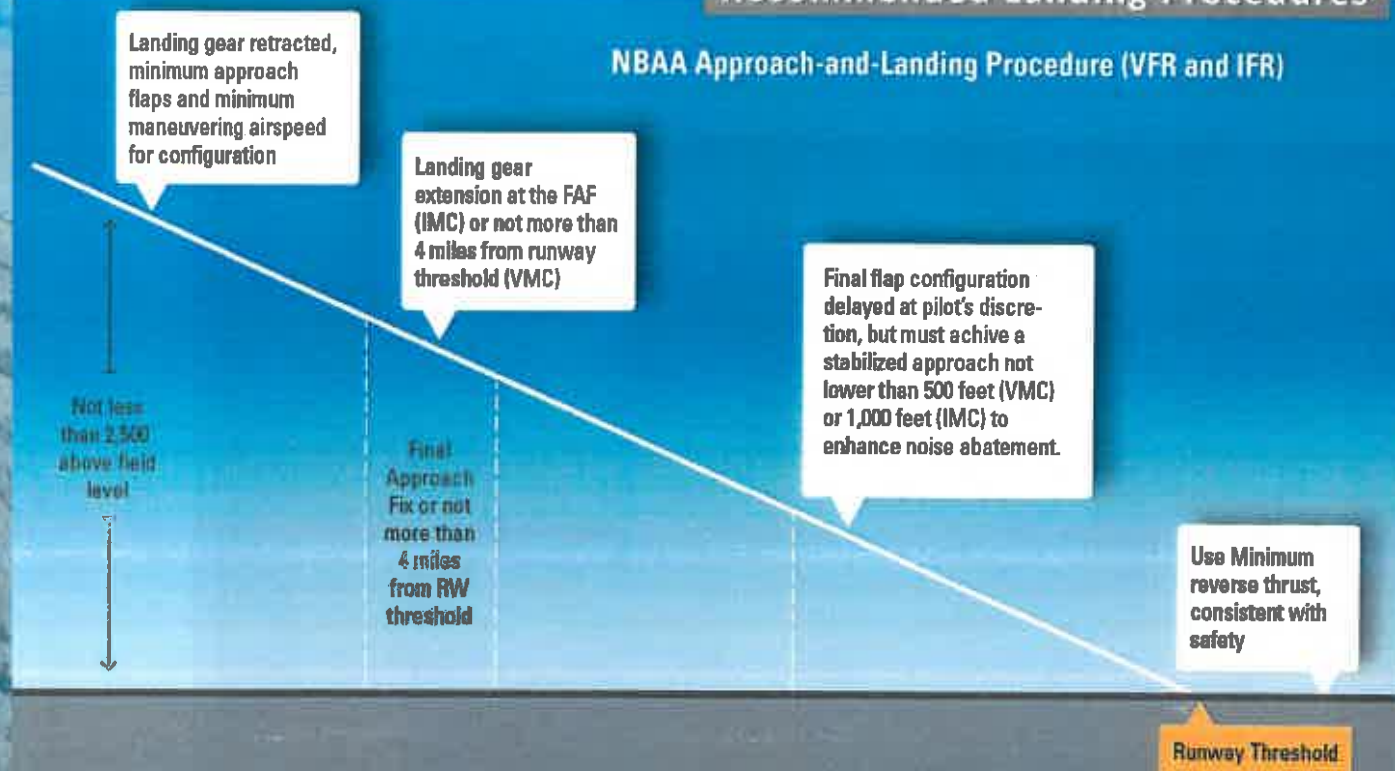 Recommended Landing Procedures
NBAA Approach-and-Landing Procedure (VFR and IFR)
Landing gear retracted,
minimum approach
flaps and minimum
maneuvering airspeed
for configuration
Landing gear
extension at the FAF
(IMC) or not more than
4 miles from runway
threshold (VMC)
Final flap configuration
delayed at pilot's discre-
tion, but must achive a
stabilized approach not
lower than 500 feet (VMC)
or 1,000 feet (IMC) to
enhance noise abatement.
Not less
than 2,500
above field
level
Final
Approach
Fix or not
more than
4 miles
from RW
threshold
Use Minimum
reverse thrust,
consistent with
safety
Runway Threshold